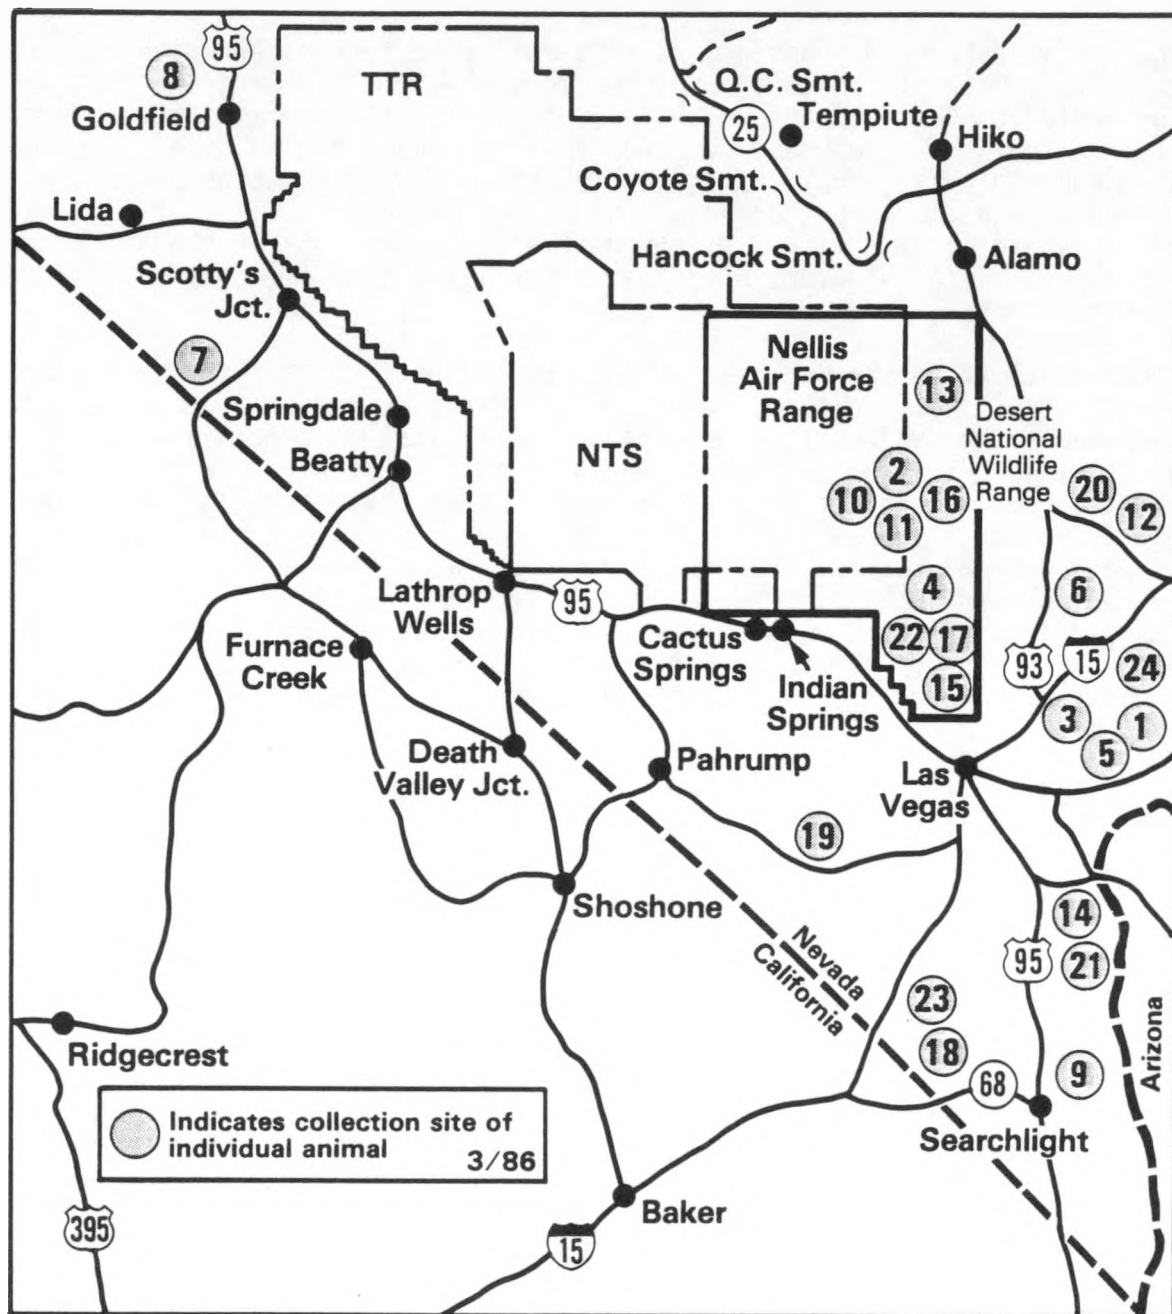 95
8
TTR
Goldfield
Q.C. Smt.
Tempiute
25
Hiko
Coyote Smt.
Lida
Hancock Smt.
Alamo
Scotty's
Jct.
7
Nellis
Air Force
Range
13
Springdale
Desert
National
Wildlife
Range
Beatty
NTS
2
10
16
11
20
12
Lathrop
Wells
95
4
6
Furnace
Creek
Cactus
Springs
22
17
15
Indian
Springs
93
15
24
3
1
5
Death
Valley Jct.
Pahrump
Las
Vegas
19
Shoshone
14
Nevada
California
95
21
23
18
68
9
Arizona
Ridgecrest
Searchlight
Indicates collection site of
individual animal
3/86
395
Baker
15